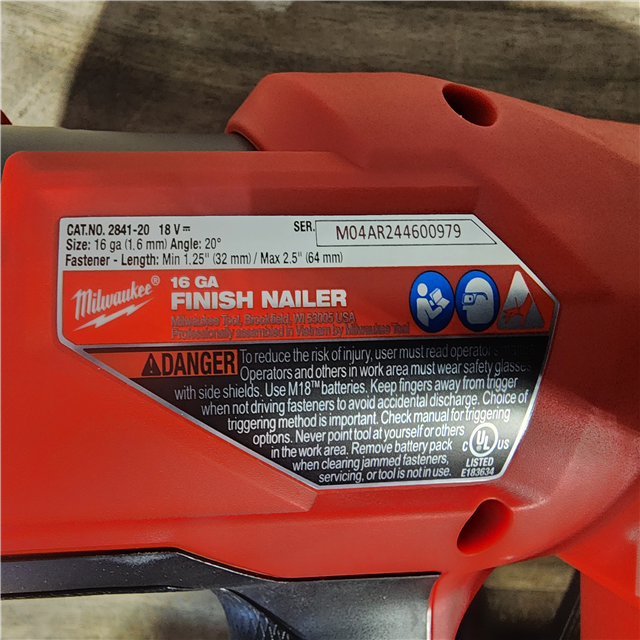 CAT.NO. 2841-20 18 V⎓ SER. M04AR244600979
Size: 16 ga (1,6 mm) Angle: 20°
Fastener - Length: Min 1.25" (32 mm) / Max 2.5" (64 mm)
Milwaukee®
16 GA
FINISH NAILER
Milwaukee Tool, Brookfield, WI 53005 USA
Professionally assembled in Vietnam by Milwaukee Tool
DANGER To reduce the risk of injury, user must read operator's
Operators and others in work area must wear safety glasses
with side shields. Use M18™ batteries. Keep fingers away from trigger
when not driving fasteners to avoid accidental discharge. Choice of
triggering method is important. Check manual for triggering
options. Never point tool at yourself or others
in the work area. Remove battery pack
when clearing jammed fasteners,
servicing, or tool is not in use.
C UL US
LISTED
E183634